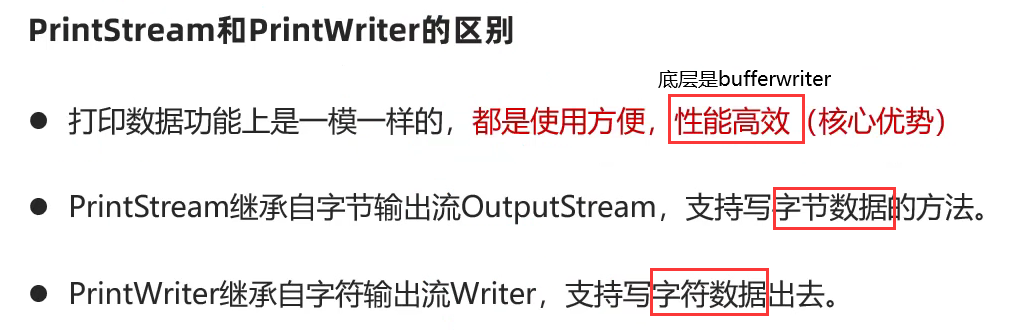 PrintStream和PrintWriter的区别
底层是bufferwriter
● 打印数据功能上是一模一样的，都是使用方便，性能高效（核心优势）
● PrintStream继承自字节输出流OutputStream，支持写字节数据的方法。
● PrintWriter继承自字符输出流Writer，支持写字符数据出去。